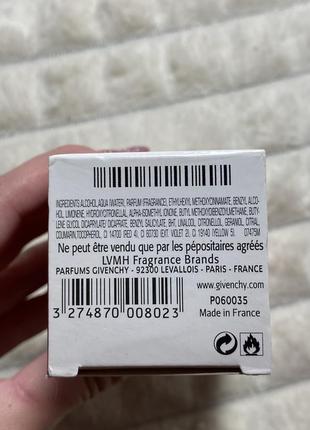 INGREDIENTS:ALCOHOL,AQUA (WATER), PARFUM (FRAGRANCE), ETHYLHEXYL METHOXYCINNAMATE, BENZYL ALCO-
HOL, LIMONENE, HYDROXYCITRONELLAL, ALPHA-ISOMETHYL IONONE, BUTYL METHOXYDIBENZOYLMETHANE, BUTY-
LENE GLYCOL DICAPRYLATE/ DICAPRATE, BENZYL SALICYLATE, BHT, LINALOOL, CITRONELLOL, GERANIOL, CITRAL,
COUMARIN,TOCOPHEROL, CI 14700 (RED 4), CI 60730 (EXT. VIOLET 2), CI 19140 (YELLOW 5). 07475M
Ne peut être vendu que par les pépositaires agréés
LVMH Fragrance Brands
PARFUMS GIVENCHY - 92300 LEVALLOIS - PARIS - FRANCE
www.givenchy.com
P060035
Made in France
3 274870 008023